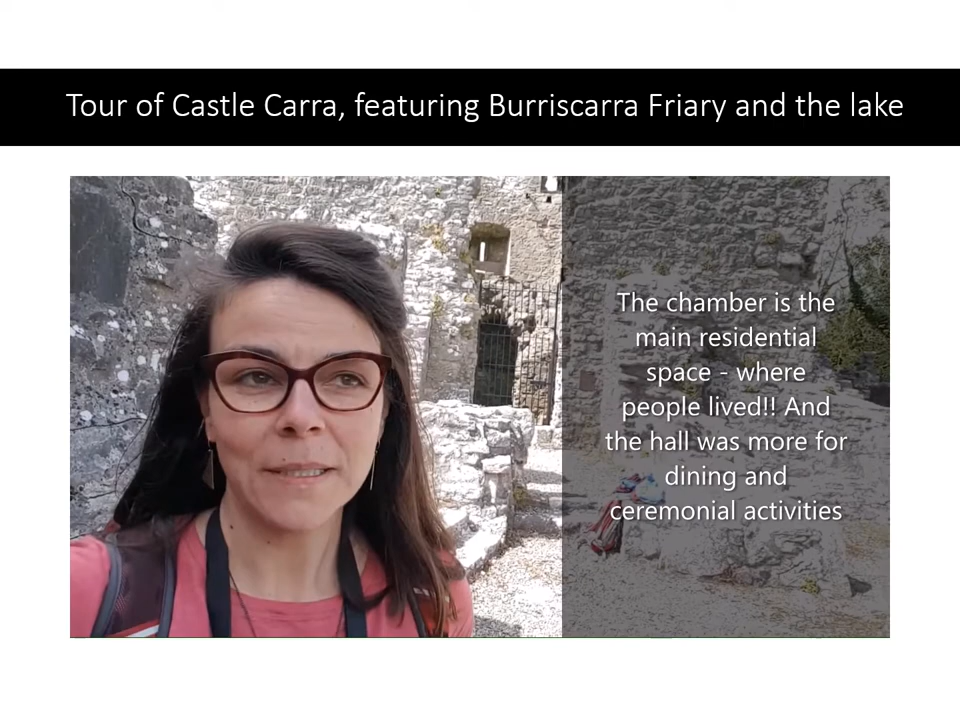 Tour of Castle Carra, featuring Burriscarra Friary and the lake
The chamber is the
main residential
space - where
people lived!! And
the hall was more for
dining and
ceremonial activities